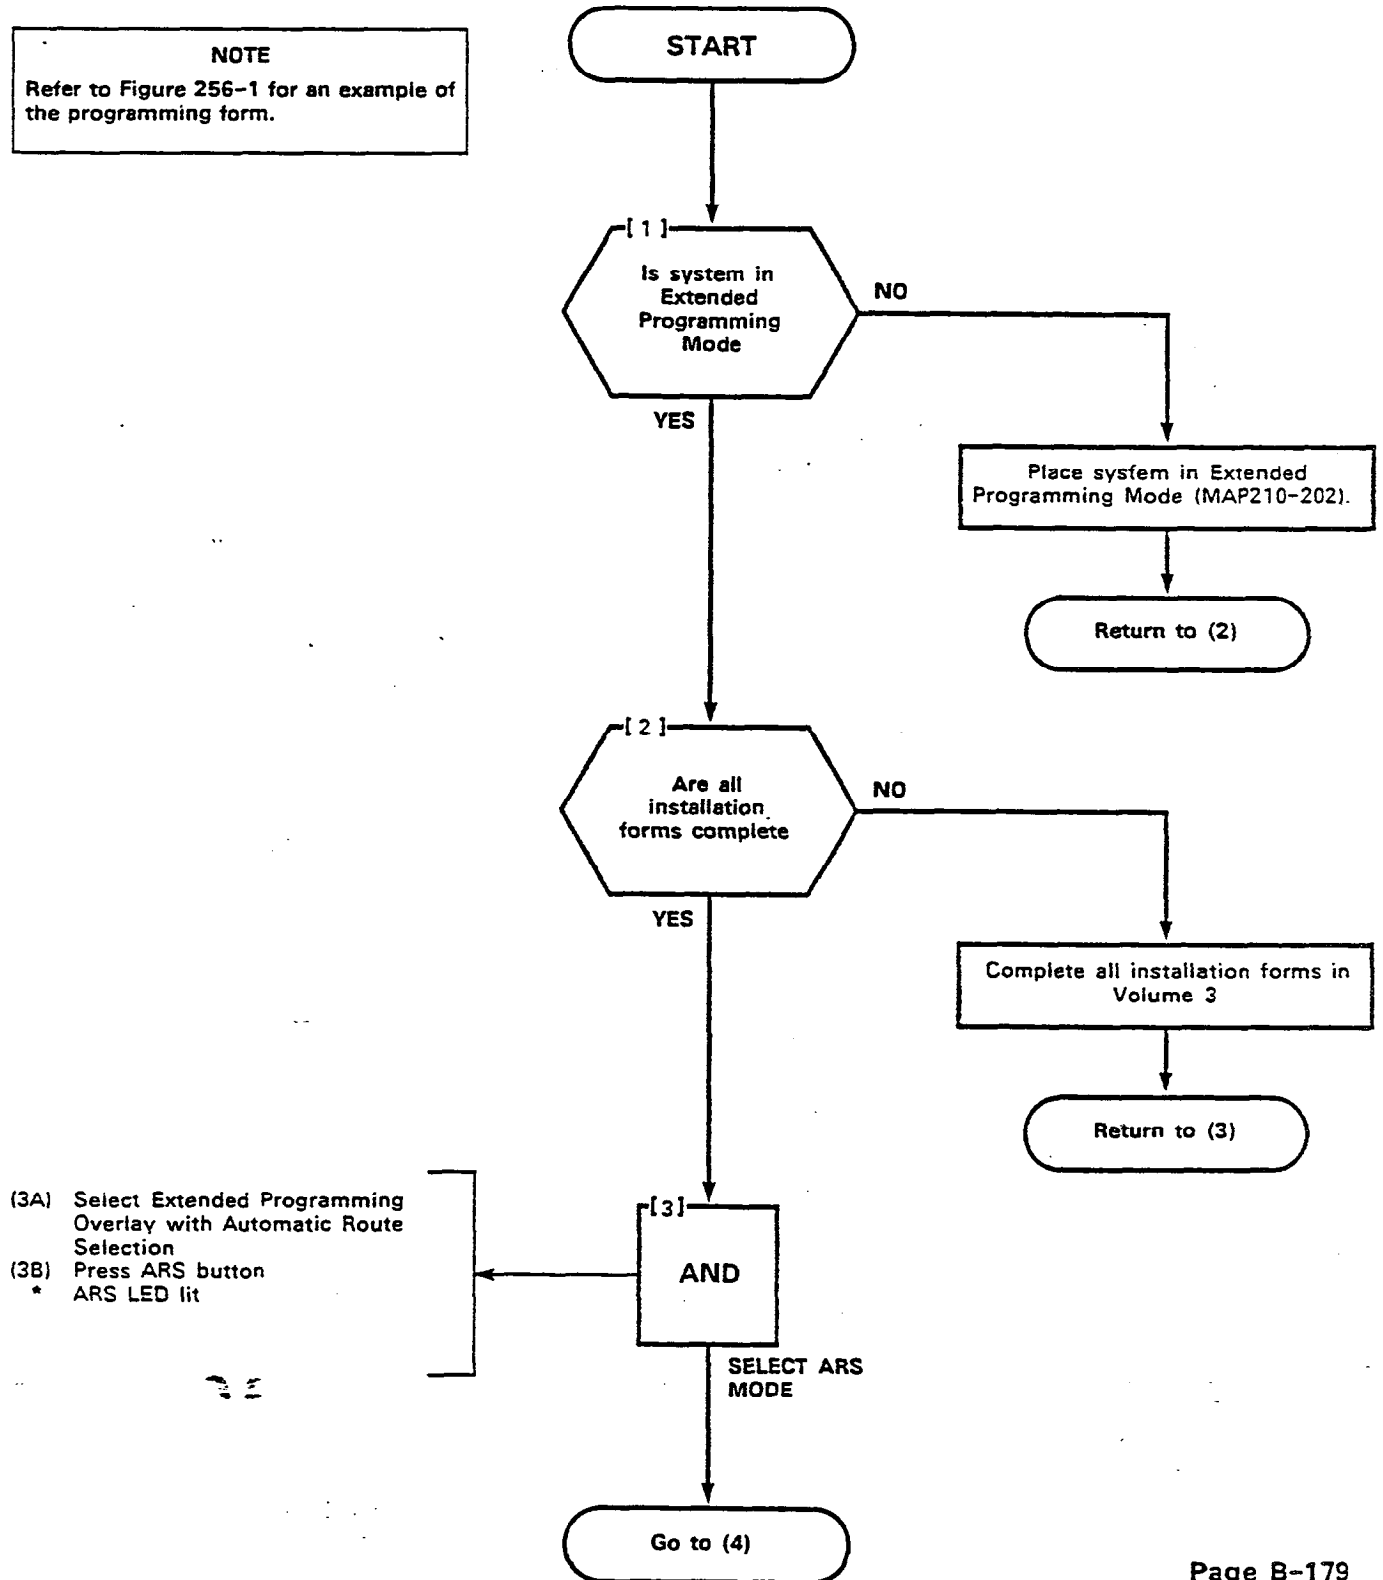 NOTE
Refer to Figure 256-1 for an example of
the programming form.
START
[ 1 ]
Is system in
Extended
Programming
Mode
NO
YES
Place system in Extended
Programming Mode (MAP210-202).
Return to (2)
[ 2 ]
Are all
installation
forms complete
NO
YES
Complete all installation forms in
Volume 3
Return to (3)
(3A) Select Extended Programming
Overlay with Automatic Route
Selection
(3B) Press ARS button
* ARS LED lit
[3]
AND
SELECT ARS
MODE
Go to (4)
Page B-179